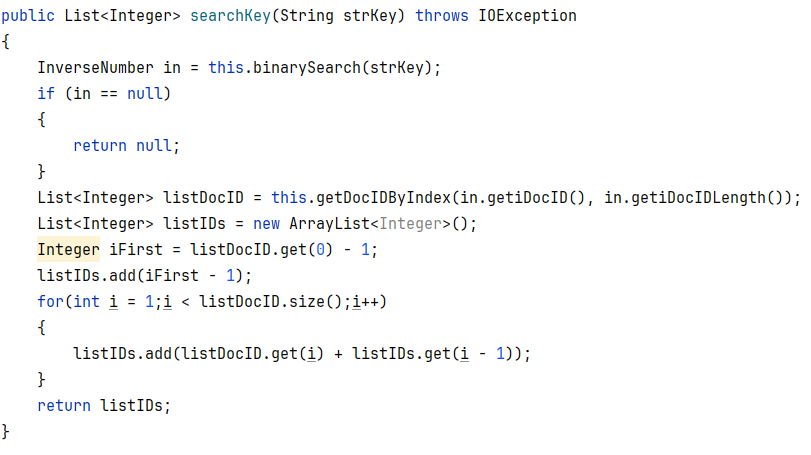 public List<Integer> searchKey(String strKey) throws IOException
{
    InverseNumber in = this.binarySearch(strKey);
    if (in == null)
    {
        return null;
    }
    List<Integer> listDocID = this.getDocIDByIndex(in.getiDocID(), in.getiDocIDLength());
    List<Integer> listIDs = new ArrayList<Integer>();
    Integer iFirst = listDocID.get(0) - 1;
    listIDs.add(iFirst - 1);
    for(int i = 1;i < listDocID.size();i++)
    {
        listIDs.add(listDocID.get(i) + listIDs.get(i - 1));
    }
    return listIDs;
}